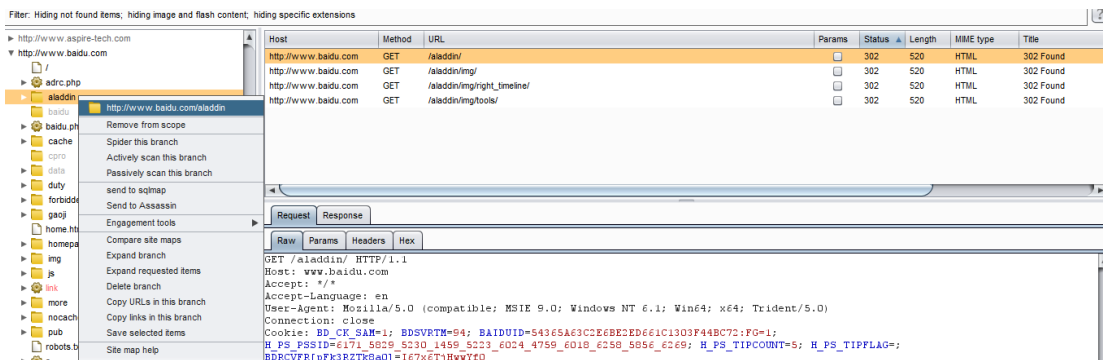 Filter: Hiding not found items; hiding image and flash content; hiding specific extensions
?
http://www.aspire-tech.com
http://www.baidu.com
/
adrc.php
aladdin
baidu
baidu.ph
cache
cpro
data
duty
forbidde
gaoji
home.ht
homepa
img
js
link
more
nocach
pub
robots.t
http://www.baidu.com/aladdin
Remove from scope
Spider this branch
Actively scan this branch
Passively scan this branch
send to sqlmap
Send to Assassin
Engagement tools
Compare site maps
Expand branch
Expand requested items
Delete branch
Copy URLs in this branch
Copy links in this branch
Save selected items
Site map help
Host Method URL Params Status Length MIME type Title
http://www.baidu.com GET /aladdin/ 302 520 HTML 302 Found
http://www.baidu.com GET /aladdin/img/ 302 520 HTML 302 Found
http://www.baidu.com GET /aladdin/img/right_timeline/ 302 520 HTML 302 Found
http://www.baidu.com GET /aladdin/img/tools/ 302 520 HTML 302 Found
Request Response
Raw Params Headers Hex
GET /aladdin/ HTTP/1.1
Host: www.baidu.com
Accept: */*
Accept-Language: en
User-Agent: Mozilla/5.0 (compatible; MSIE 9.0; Windows NT 6.1; Win64; x64; Trident/5.0)
Connection: close
Cookie: BD_CK_SAM=1; BDSVRTM=94; BAIDUID=54365A63C2E6BE2ED661C1303F44BC72:FG=1;
H_PS_PSSID=6171_5829_5230_1459_5223_6024_4759_6018_6258_5856_6269; H_PS_TIPCOUNT=5; H_PS_TIPFLAG=;
BDRCVFR[pFk3RZTk8aO]=I67x6TjHwwYf0